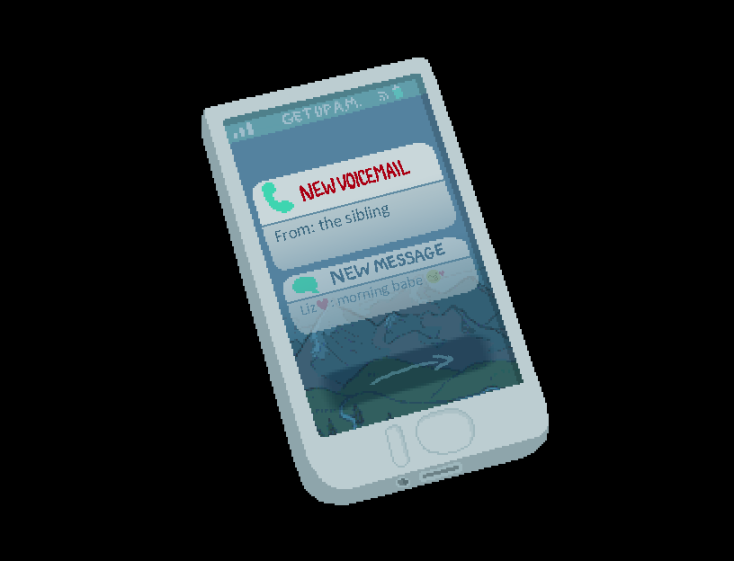 GET UP A.M.
NEW VOICEMAIL
From: the sibling
NEW MESSAGE
Liz❤: morning babe 😘